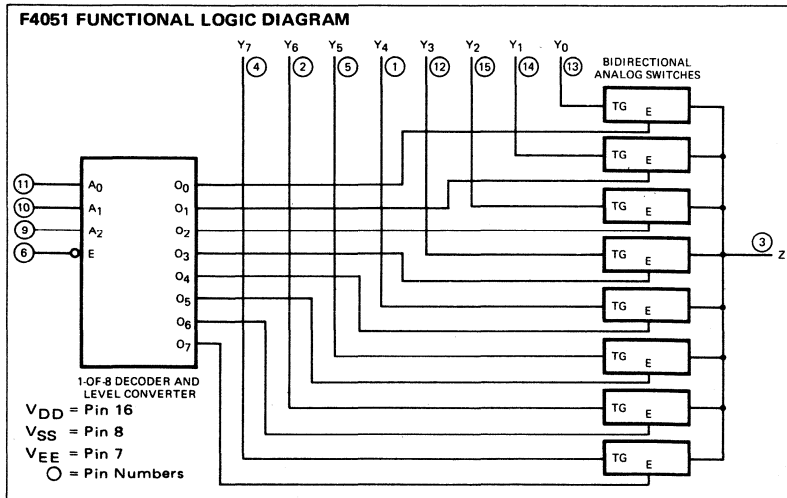 F4051 FUNCTIONAL LOGIC DIAGRAM
Y7 Y6 Y5 Y4 Y3 Y2 Y1 Y0
4 2 5 1 12 15 14 13
BIDIRECTIONAL
ANALOG SWITCHES
TG E
TG E
TG E
TG E
TG E
TG E
TG E
TG E
11 A0 O0
10 A1 O1
9 A2 O2
6 E O3
O4
O5
O6
O7
3
Z
1-OF-8 DECODER AND
LEVEL CONVERTER
VDD = Pin 16
VSS = Pin 8
VEE = Pin 7
○ = Pin Numbers